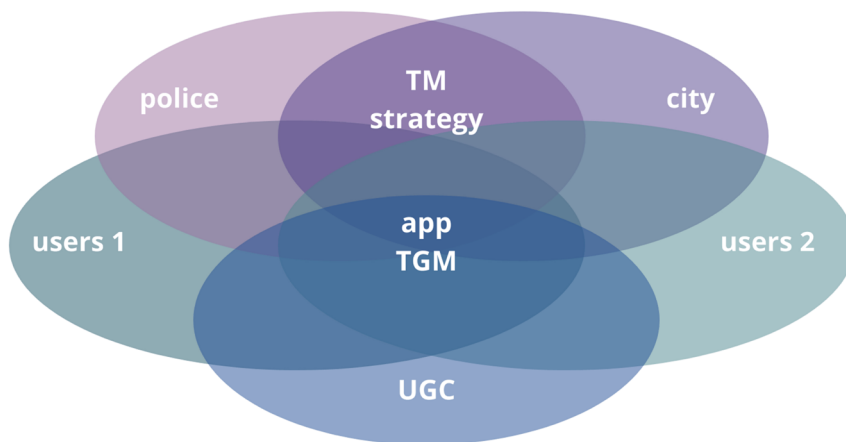 TM
strategy
police
city
app
TGM
users 1
users 2
UGC